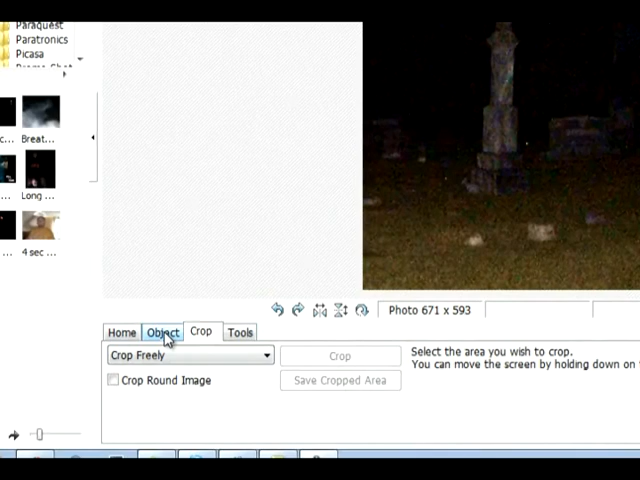 Paraquest
Paratronics
Picasa
Breat...
Long ...
4 sec ...
Photo 671 x 593
Home Object Crop Tools
Crop Freely
Crop
Select the area you wish to crop.
You can move the screen by holding down on
Crop Round Image
Save Cropped Area